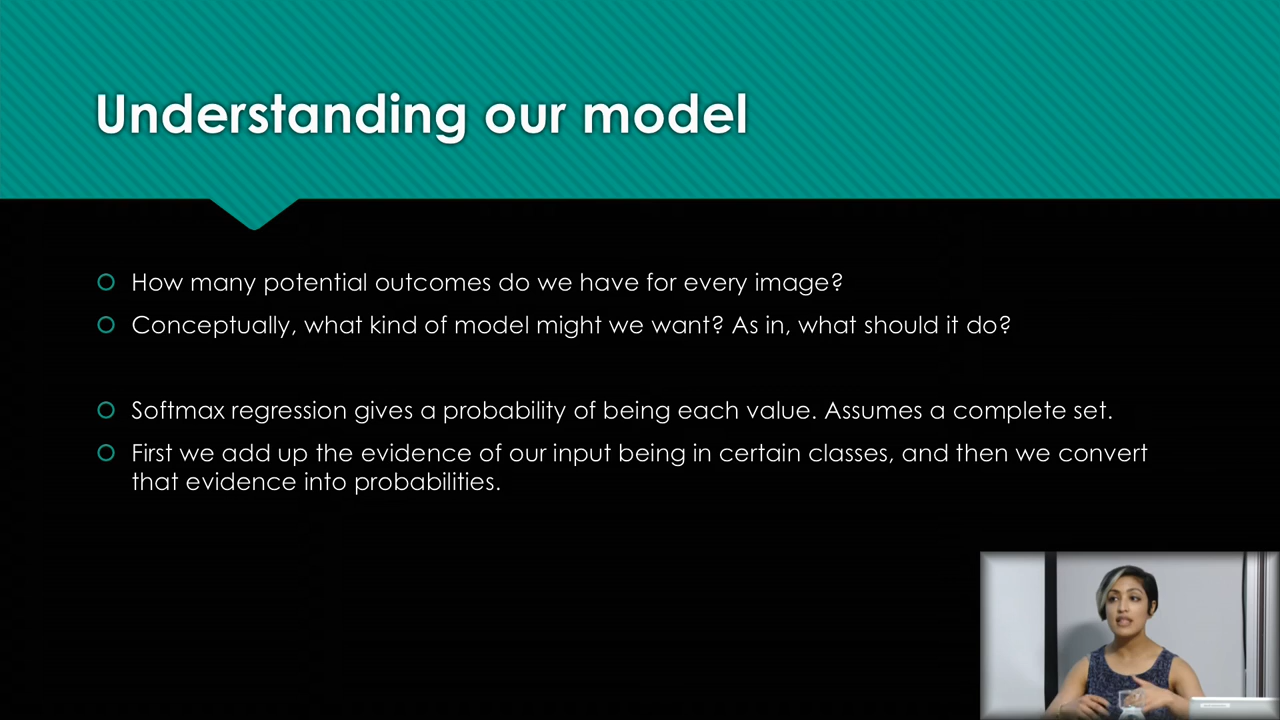 Understanding our model
How many potential outcomes do we have for every image?
Conceptually, what kind of model might we want? As in, what should it do?
Softmax regression gives a probability of being each value. Assumes a complete set.
First we add up the evidence of our input being in certain classes, and then we convert
that evidence into probabilities.